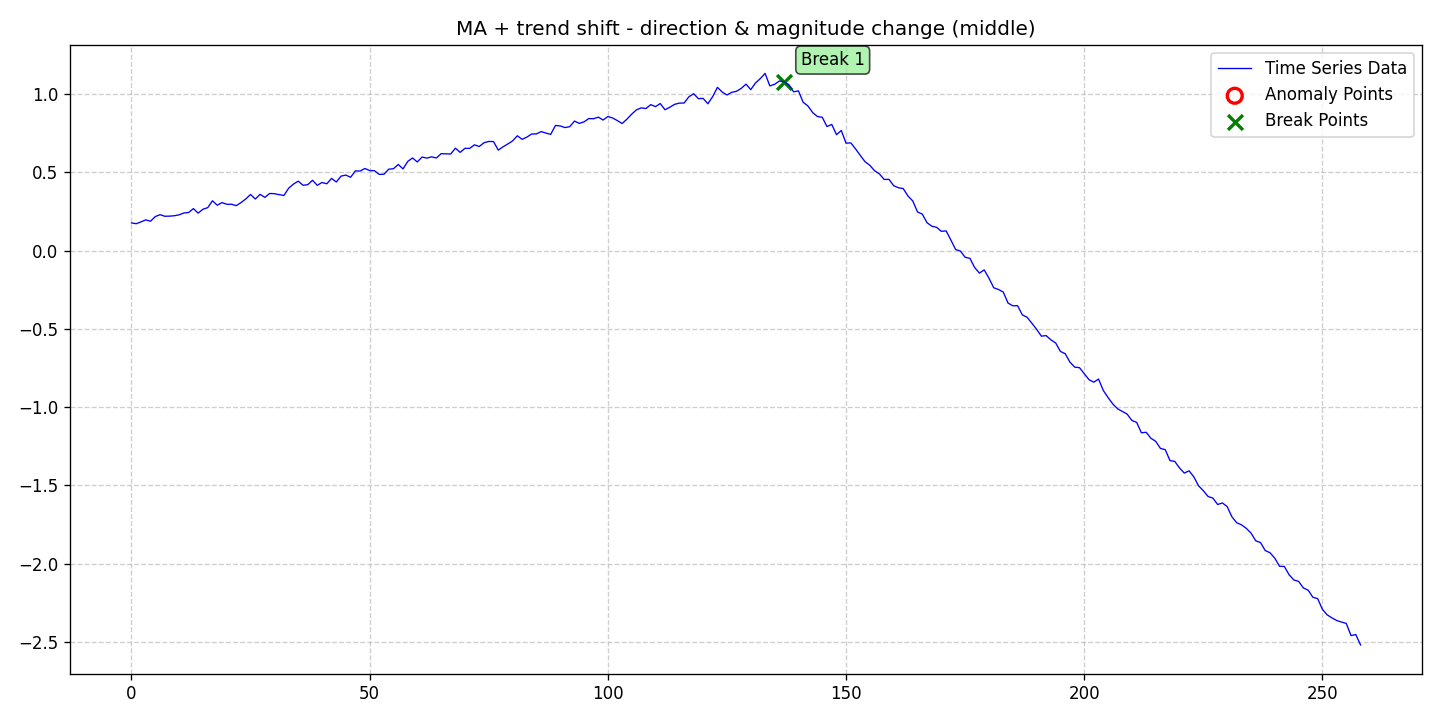 MA + trend shift - direction & magnitude change (middle)
Break 1
Time Series Data
Anomaly Points
Break Points
1.0
0.5
0.0
−0.5
−1.0
−1.5
−2.0
−2.5
0 50 100 150 200 250